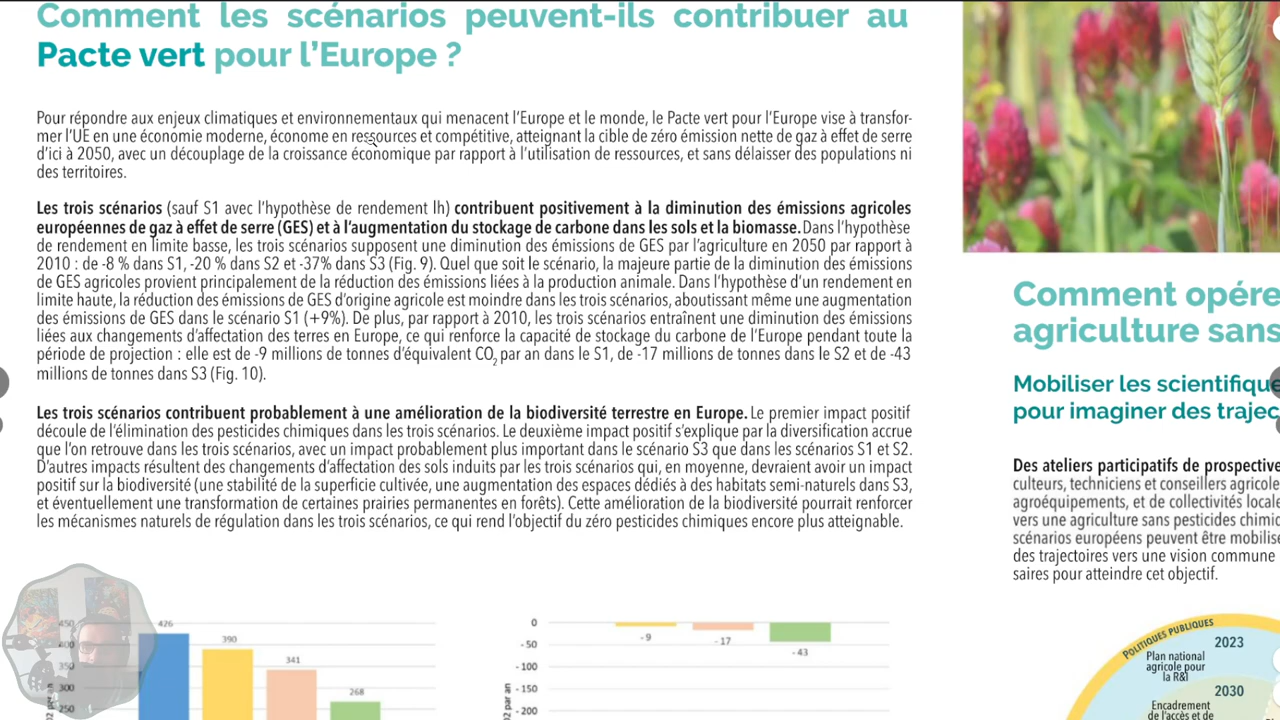 Comment les scénarios peuvent-ils contribuer au
Pacte vert pour l’Europe ?
Pour répondre aux enjeux climatiques et environnementaux qui menacent l’Europe et le monde, le Pacte vert pour l’Europe vise à transfor-
mer l’UE en une économie moderne, économe en ressources et compétitive, atteignant la cible de zéro émission nette de gaz à effet de serre
d’ici à 2050, avec un découplage de la croissance économique par rapport à l’utilisation de ressources, et sans délaisser des populations ni
des territoires.
Les trois scénarios (sauf S1 avec l’hypothèse de rendement lh) contribuent positivement à la diminution des émissions agricoles
européennes de gaz à effet de serre (GES) et à l’augmentation du stockage de carbone dans les sols et la biomasse. Dans l’hypothèse
de rendement en limite basse, les trois scénarios supposent une diminution des émissions de GES par l’agriculture en 2050 par rapport à
2010 : de -8 % dans S1, -20 % dans S2 et -37% dans S3 (Fig. 9). Quel que soit le scénario, la majeure partie de la diminution des émissions
de GES agricoles provient principalement de la réduction des émissions liées à la production animale. Dans l’hypothèse d’un rendement en
limite haute, la réduction des émissions de GES d’origine agricole est moindre dans les trois scénarios, aboutissant même une augmentation
des émissions de GES dans le scénario S1 (+9%). De plus, par rapport à 2010, les trois scénarios entraînent une diminution des émissions
liées aux changements d’affectation des terres en Europe, ce qui renforce la capacité de stockage du carbone de l’Europe pendant toute la
période de projection : elle est de -9 millions de tonnes d’équivalent CO2 par an dans le S1, de -17 millions de tonnes dans le S2 et de -43
millions de tonnes dans S3 (Fig. 10).
Les trois scénarios contribuent probablement à une amélioration de la biodiversité terrestre en Europe. Le premier impact positif
découle de l’élimination des pesticides chimiques dans les trois scénarios. Le deuxième impact positif s’explique par la diversification accrue
que l’on retrouve dans les trois scénarios, avec un impact probablement plus important dans le scénario S3 que dans les scénarios S1 et S2.
D’autres impacts résultent des changements d’affectation des sols induits par les trois scénarios qui, en moyenne, devraient avoir un impact
positif sur la biodiversité (une stabilité de la superficie cultivée, une augmentation des espaces dédiés à des habitats semi-naturels dans S3,
et éventuellement une transformation de certaines prairies permanentes en forêts). Cette amélioration de la biodiversité pourrait renforcer
les mécanismes naturels de régulation dans les trois scénarios, ce qui rend l’objectif du zéro pesticides chimiques encore plus atteignable.
450
400
350
300
250
426
390
341
268
2 par an
0
- 50
- 100
- 150
- 200
- 9
- 17
- 43
02 par an
Comment opére
agriculture sans
Mobiliser les scientifique
pour imaginer des trajec
Des ateliers participatifs de prospective
culteurs, techniciens et conseillers agricole
agroéquipements, et de collectivités locale
vers une agriculture sans pesticides chimic
scénarios européens peuvent être mobilise
des trajectoires vers une vision commune
saires pour atteindre cet objectif.
POLITIQUES PUBLIQUES
2023
Plan national
agricole pour
la R&I
2030
Encadrement
de l’accès et de